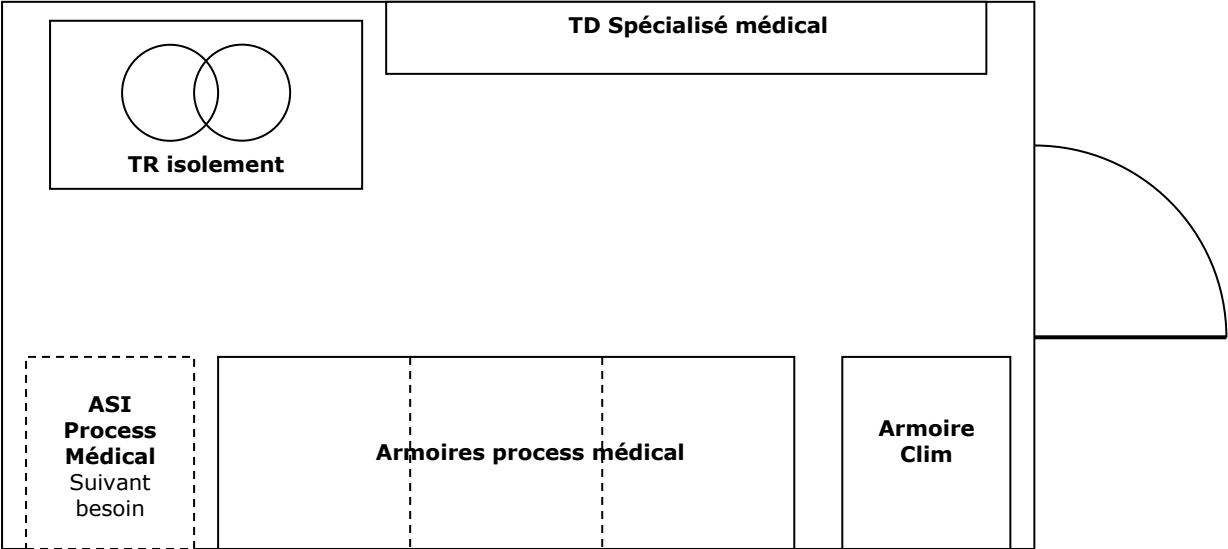 TD Spécialisé médical
TR isolement
ASI
Process
Médical
Suivant
besoin
Armoires process médical
Armoire
Clim